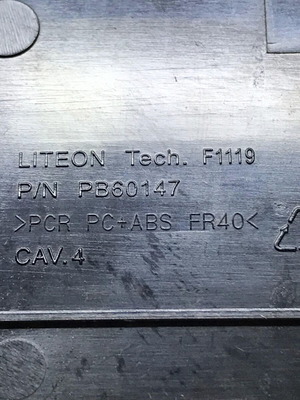 LITEON Tech. F1119
P/N PB60147
>PCR PC+ABS FR40<
CAV.4